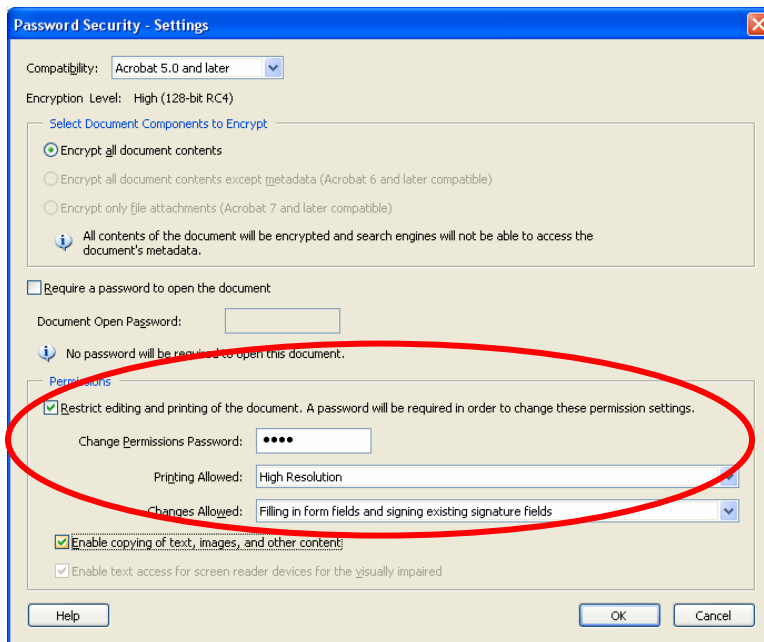 Password Security - Settings
Compatibility: Acrobat 5.0 and later
Encryption Level: High (128-bit RC4)
Select Document Components to Encrypt
Encrypt all document contents
Encrypt all document contents except metadata (Acrobat 6 and later compatible)
Encrypt only file attachments (Acrobat 7 and later compatible)
All contents of the document will be encrypted and search engines will not be able to access the
document's metadata.
Require a password to open the document
Document Open Password:
No password will be required to open this document.
Permissions
Restrict editing and printing of the document. A password will be required in order to change these permission settings.
Change Permissions Password: ••••
Printing Allowed: High Resolution
Changes Allowed: Filling in form fields and signing existing signature fields
Enable copying of text, images, and other content
Enable text access for screen reader devices for the visually impaired
Help OK Cancel